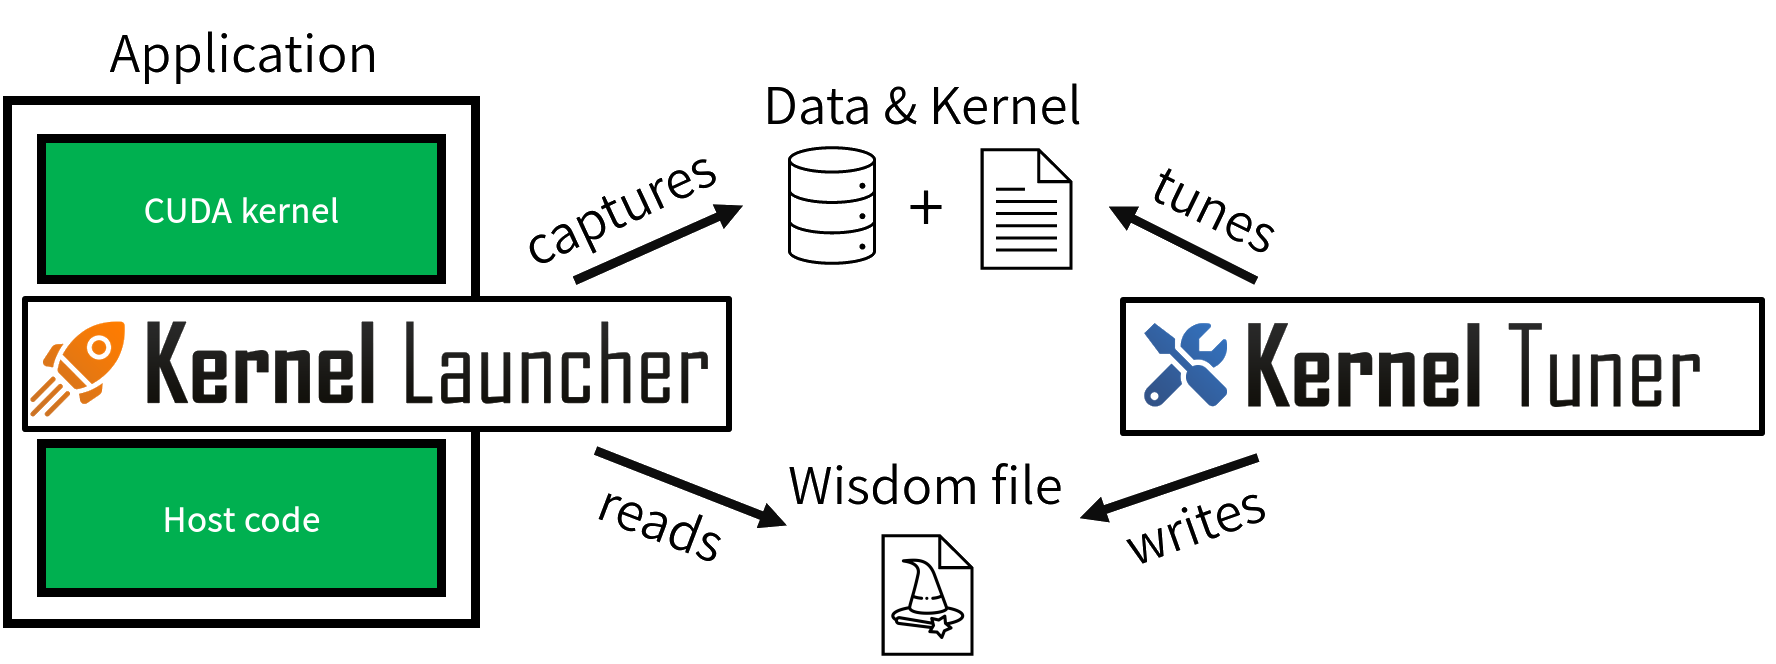 Application
CUDA kernel
Kernel Launcher
Host code
captures
reads
Data & Kernel
+
Wisdom file
tunes
Kernel Tuner
writes